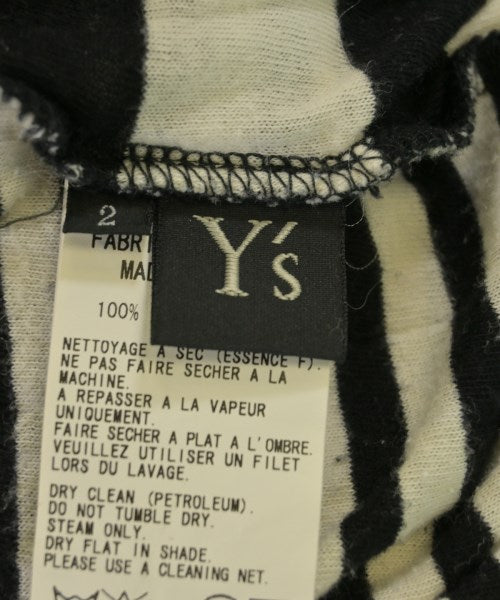 2
Y's
100%
NETTOYAGE A SEC (ESSENCE F).
NE PAS FAIRE SECHER A LA
MACHINE.
A REPASSER A LA VAPEUR
UNIQUEMENT.
FAIRE SECHER A PLAT A L'OMBRE.
VEUILLEZ UTILISER UN FILET
LORS DU LAVAGE.
DRY CLEAN (PETROLEUM).
DO NOT TUMBLE DRY.
STEAM ONLY.
DRY FLAT IN SHADE.
PLEASE USE A CLEANING NET.